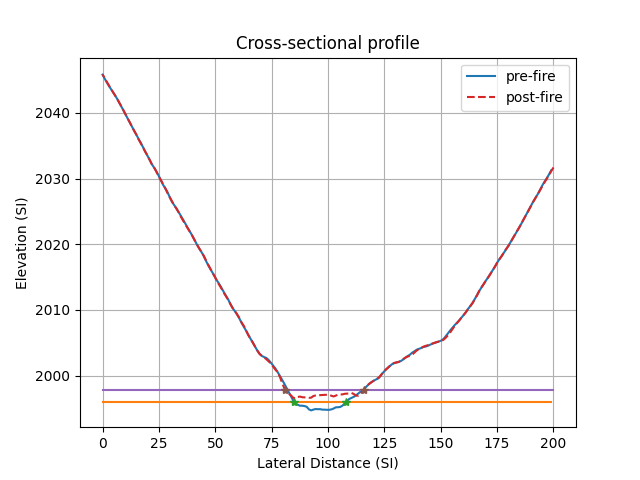 Cross-sectional profile
pre-fire
post-fire
Elevation (SI)
2040
2030
2020
2010
2000
0 25 50 75 100 125 150 175 200
Lateral Distance (SI)